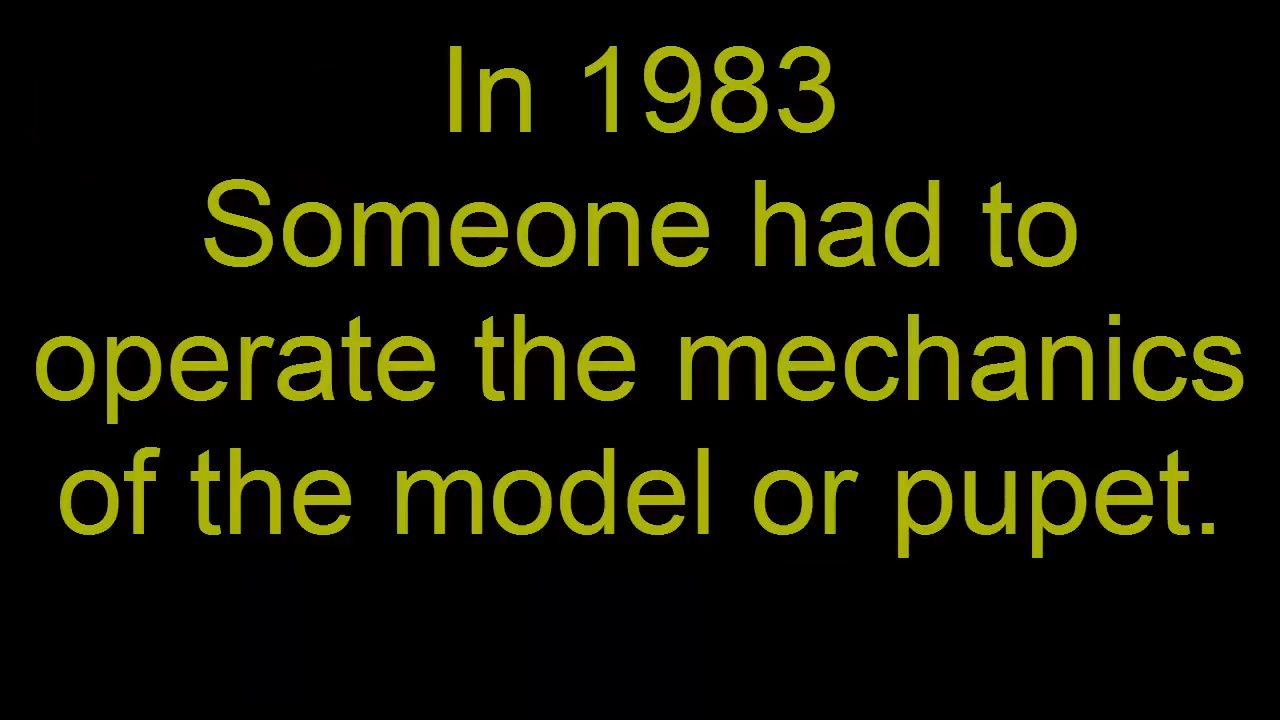 In 1983
Someone had to
operate the mechanics
of the model or pupet.